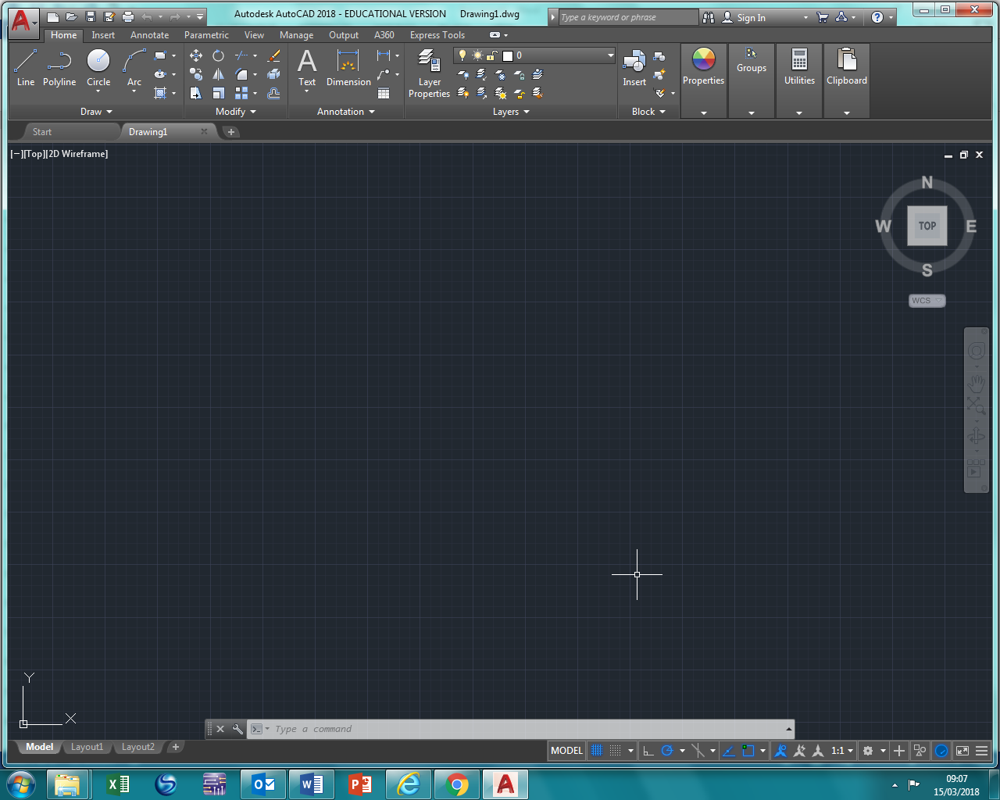 Autodesk AutoCAD 2018 - EDUCATIONAL VERSION Drawing1.dwg
Type a keyword or phrase
Sign In
Home Insert Annotate Parametric View Manage Output A360 Express Tools
0
Line Polyline Circle Arc
Text Dimension
Layer
Properties
Insert
Properties
Groups
Utilities
Clipboard
Draw Modify Annotation Layers Block
Start Drawing1
[−][Top][2D Wireframe]
N
W TOP E
S
WCS
Y
X
Type a command
Model Layout1 Layout2
MODEL 1:1
09:07
15/03/2018